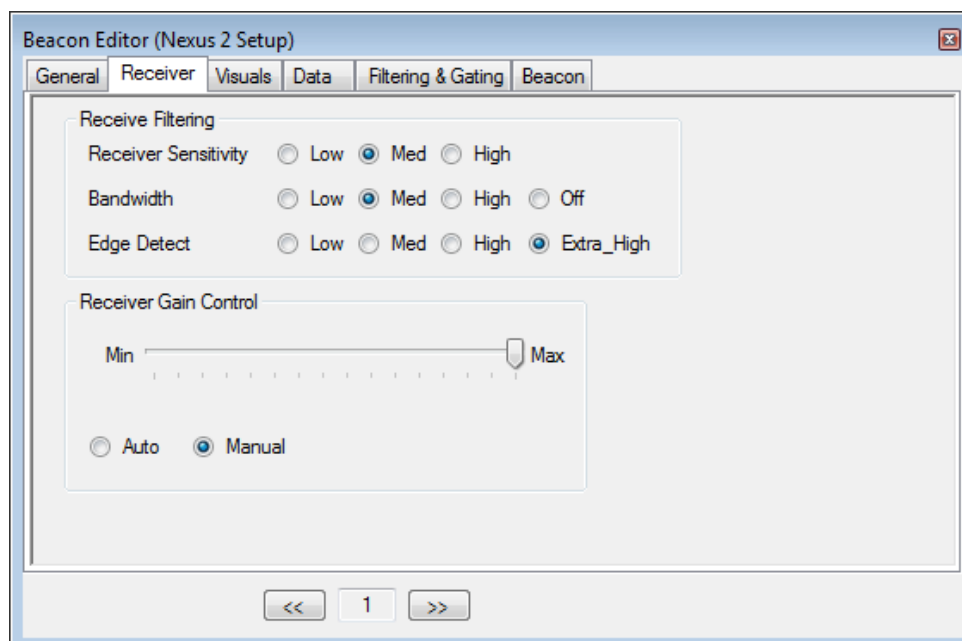 Beacon Editor (Nexus 2 Setup)
General Receiver Visuals Data Filtering & Gating Beacon
Receive Filtering
Receiver Sensitivity Low Med High
Bandwidth Low Med High Off
Edge Detect Low Med High Extra_High
Receiver Gain Control
Min Max
Auto Manual
<< 1 >>